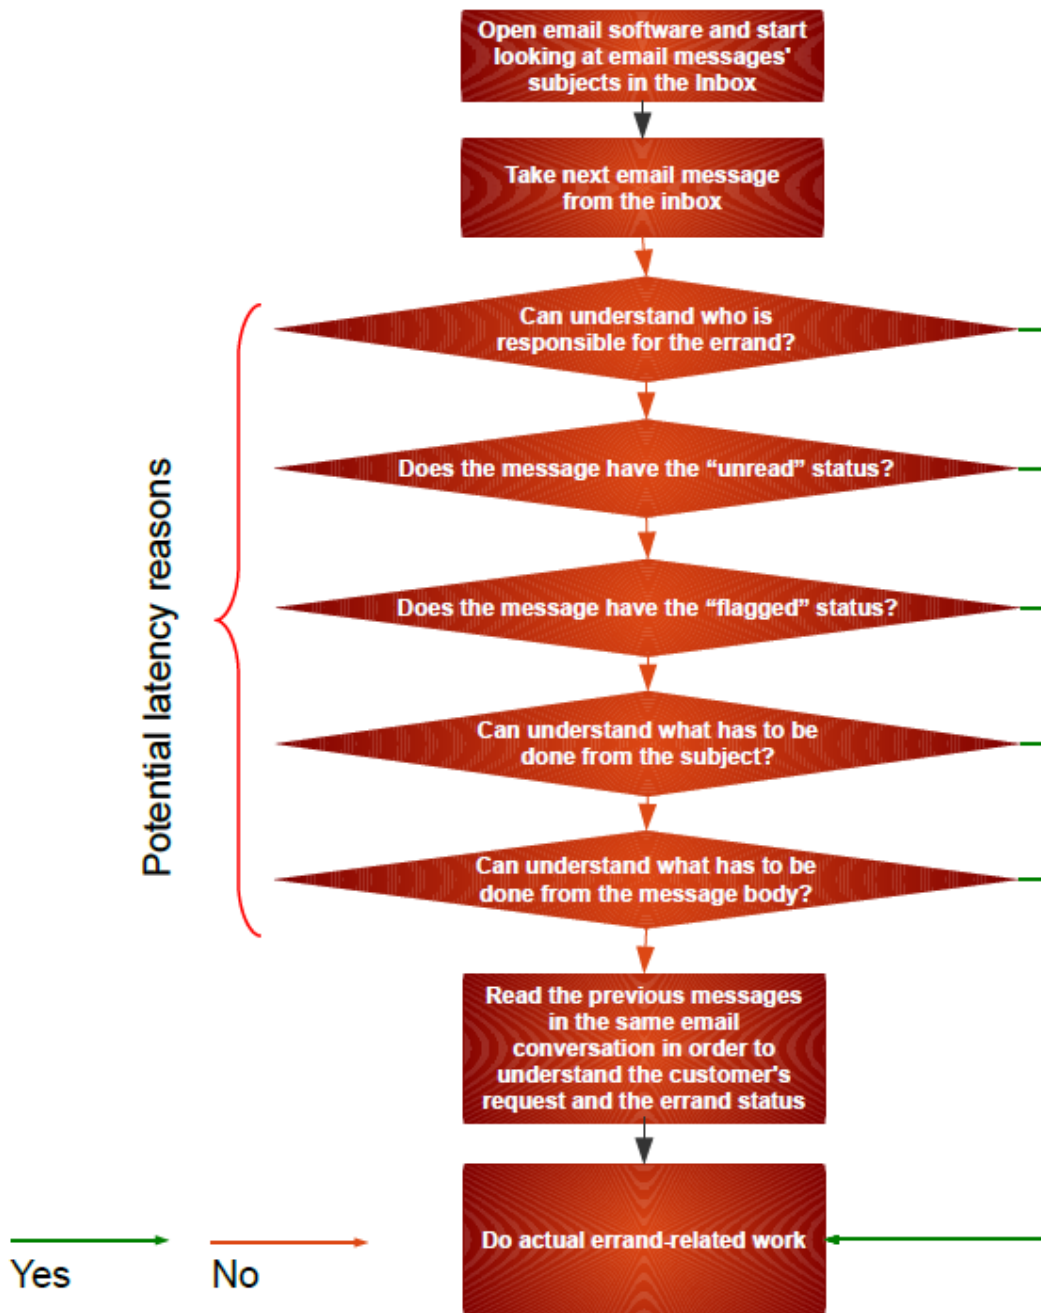 Open email software and start
looking at email messages'
subjects in the Inbox
Take next email message
from the inbox
Can understand who is
responsible for the errand?
Does the message have the “unread” status?
Does the message have the “flagged” status?
Can understand what has to be
done from the subject?
Can understand what has to be
done from the message body?
Potential latency reasons
Read the previous messages
in the same email
conversation in order to
understand the customer's
request and the errand status
Do actual errand-related work
Yes
No